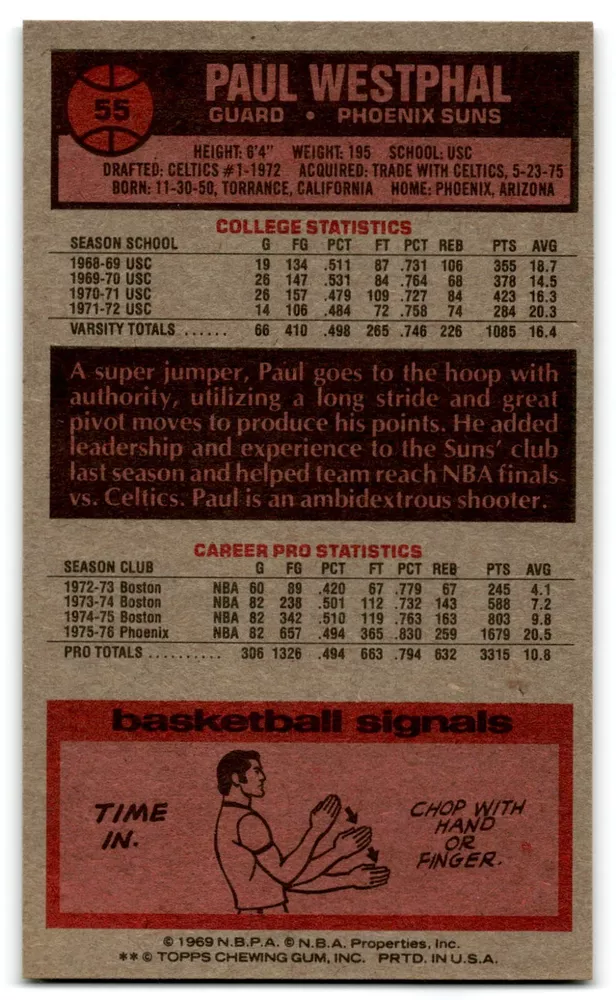 55
PAUL WESTPHAL
GUARD • PHOENIX SUNS
HEIGHT: 6'4" WEIGHT: 195 SCHOOL: USC
DRAFTED: CELTICS #1-1972 ACQUIRED: TRADE WITH CELTICS, 5-23-75
BORN: 11-30-50, TORRANCE, CALIFORNIA HOME: PHOENIX, ARIZONA
COLLEGE STATISTICS
SEASON SCHOOL G FG PCT FT PCT REB PTS AVG
1968-69 USC 19 134 .511 87 .731 106 355 18.7
1969-70 USC 26 147 .531 84 .764 68 378 14.5
1970-71 USC 26 157 .479 109 .727 84 423 16.3
1971-72 USC 14 106 .484 72 .758 74 284 20.3
VARSITY TOTALS ...... 66 410 .498 265 .746 226 1085 16.4
A super jumper, Paul goes to the hoop with
authority, utilizing a long stride and great
pivot moves to produce his points. He added
leadership and experience to the Suns' club
last season and helped team reach NBA finals
vs. Celtics. Paul is an ambidextrous shooter.
CAREER PRO STATISTICS
SEASON CLUB G FG PCT FT PCT REB PTS AVG
1972-73 Boston NBA 60 89 .420 67 .779 67 245 4.1
1973-74 Boston NBA 82 238 .501 112 .732 143 588 7.2
1974-75 Boston NBA 82 342 .510 119 .763 163 803 9.8
1975-76 Phoenix NBA 82 657 .494 365 .830 259 1679 20.5
PRO TOTALS .......... 306 1326 .494 663 .794 632 3315 10.8
basketball signals
TIME
IN.
CHOP WITH
HAND
OR
FINGER.
© 1969 N.B.P.A. © N.B.A. Properties, Inc.
** © TOPPS CHEWING GUM, INC. PRTD. IN U.S.A.